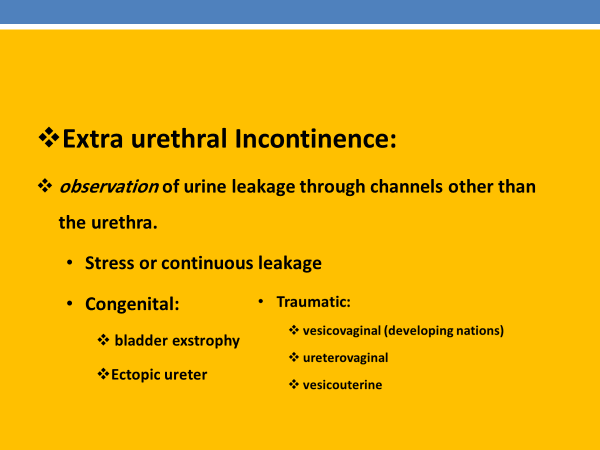 ❖Extra urethral Incontinence:
❖ observation of urine leakage through channels other than
the urethra.
• Stress or continuous leakage
• Congenital:
❖ bladder exstrophy
❖Ectopic ureter
• Traumatic:
❖ vesicovaginal (developing nations)
❖ ureterovaginal
❖ vesicouterine